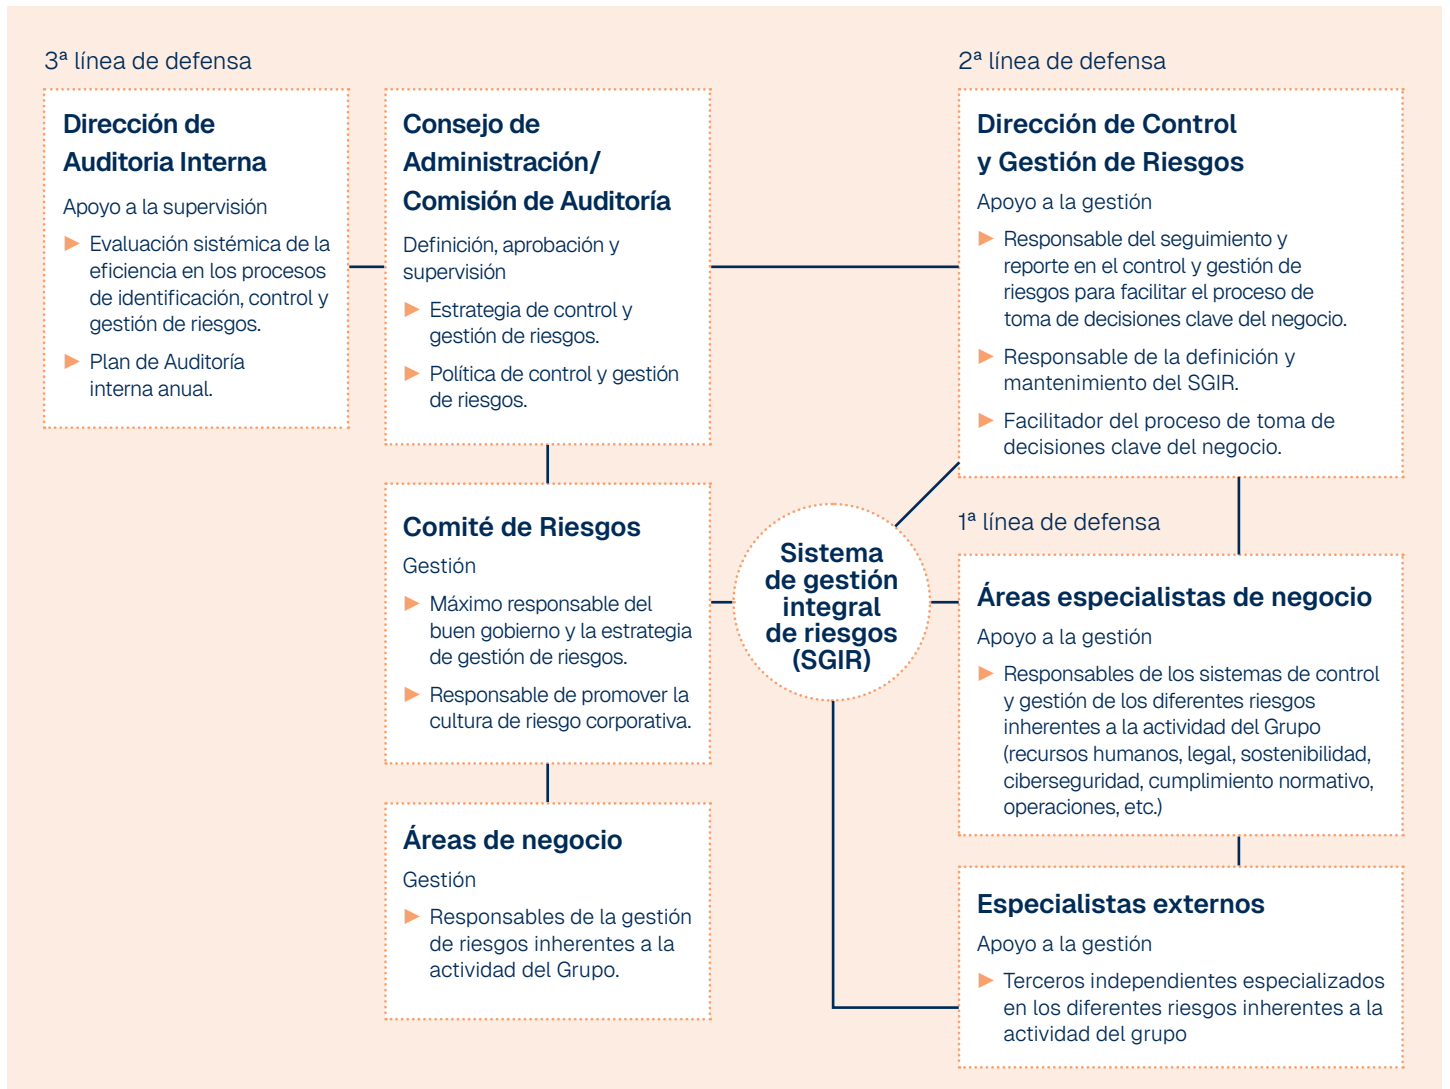 3ª línea de defensa
Dirección de
Auditoria Interna
Apoyo a la supervisión
Evaluación sistémica de la
eficiencia en los procesos
de identificación, control y
gestión de riesgos.
Plan de Auditoría
interna anual.
Consejo de
Administración/
Comisión de Auditoría
Definición, aprobación y
supervisión
Estrategia de control y
gestión de riesgos.
Política de control y gestión
de riesgos.
Comité de Riesgos
Gestión
Máximo responsable del
buen gobierno y la estrategia
de gestión de riesgos.
Responsable de promover la
cultura de riesgo corporativa.
Áreas de negocio
Gestión
Responsables de la gestión
de riesgos inherentes a la
actividad del Grupo.
Sistema
de gestión
integral
de riesgos
(SGIR)
2ª línea de defensa
Dirección de Control
y Gestión de Riesgos
Apoyo a la gestión
Responsable del seguimiento y
reporte en el control y gestión de
riesgos para facilitar el proceso de
toma de decisiones clave del negocio.
Responsable de la definición y
mantenimiento del SGIR.
Facilitador del proceso de toma de
decisiones clave del negocio.
1ª línea de defensa
Áreas especialistas de negocio
Apoyo a la gestión
Responsables de los sistemas de control
y gestión de los diferentes riesgos
inherentes a la actividad del Grupo
(recursos humanos, legal, sostenibilidad,
ciberseguridad, cumplimiento normativo,
operaciones, etc.)
Especialistas externos
Apoyo a la gestión
Terceros independientes especializados
en los diferentes riesgos inherentes a la
actividad del grupo